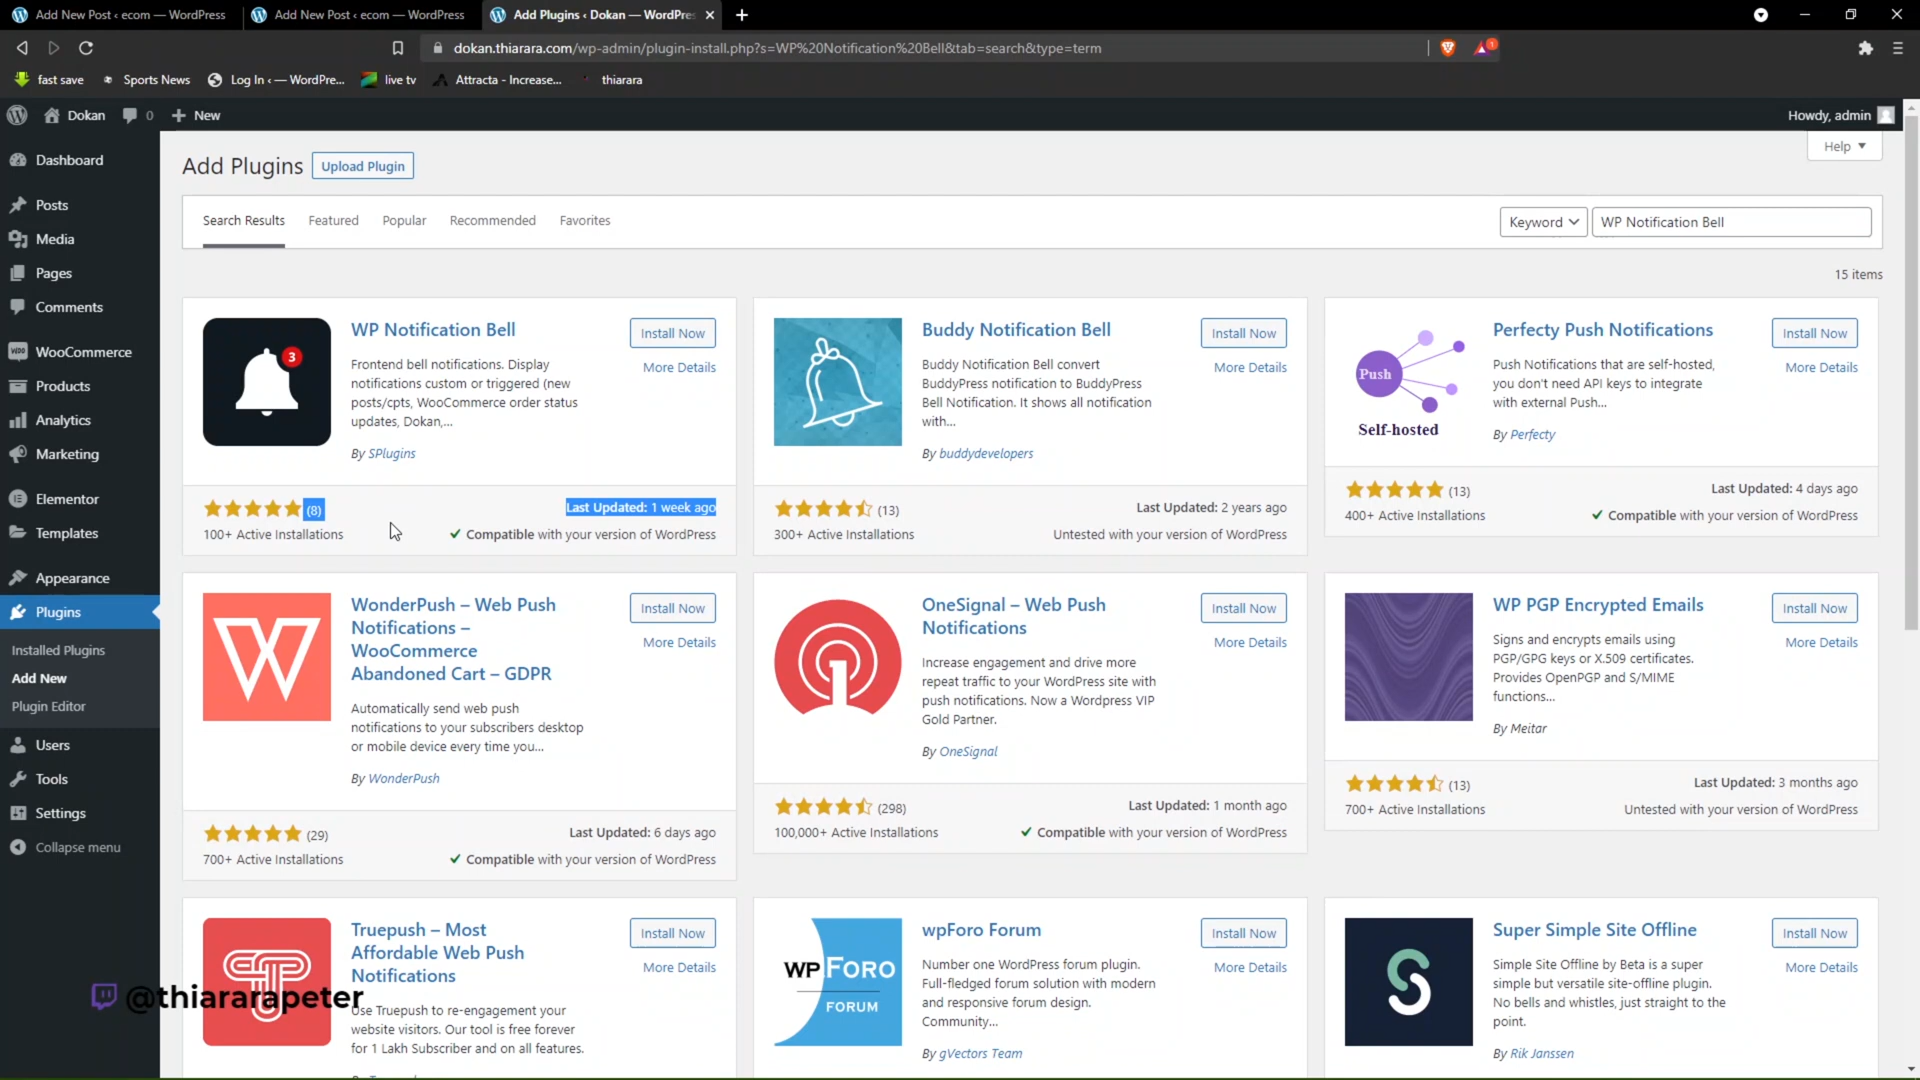 Add New Post ‹ ecom — WordPress
Add New Post ‹ ecom — WordPress
Add Plugins ‹ Dokan — WordPres
dokan.thiarara.com/wp-admin/plugin-install.php?s=WP%20Notification%20Bell&tab=search&type=term
1
fast save
Sports News
Log In ‹ — WordPre...
live tv
Attracta - Increase...
thiarara
Dokan
0
New
Howdy, admin
Dashboard
Posts
Media
Pages
Comments
WooCommerce
Products
Analytics
Marketing
Elementor
Templates
Appearance
Plugins
Installed Plugins
Add New
Plugin Editor
Users
Tools
Settings
Collapse menu
Help
Add Plugins
Upload Plugin
Search Results
Featured
Popular
Recommended
Favorites
Keyword
WP Notification Bell
15 items
3
WP Notification Bell
Install Now
More Details
Frontend bell notifications. Display
notifications custom or triggered (new
posts/cpts, WooCommerce order status
updates, Dokan,...
By SPlugins
(8)
Last Updated: 1 week ago
100+ Active Installations
Compatible with your version of WordPress
Buddy Notification Bell
Install Now
More Details
Buddy Notification Bell convert
BuddyPress notification to BuddyPress
Bell Notification. It shows all notification
with...
By buddydevelopers
(13)
Last Updated: 2 years ago
300+ Active Installations
Untested with your version of WordPress
Push
Self-hosted
Perfecty Push Notifications
Install Now
More Details
Push Notifications that are self-hosted,
you don't need API keys to integrate
with external Push...
By Perfecty
(13)
Last Updated: 4 days ago
400+ Active Installations
Compatible with your version of WordPress
WonderPush – Web Push
Notifications –
WooCommerce
Abandoned Cart – GDPR
Install Now
More Details
Automatically send web push
notifications to your subscribers desktop
or mobile device every time you...
By WonderPush
(29)
Last Updated: 6 days ago
700+ Active Installations
Compatible with your version of WordPress
OneSignal – Web Push
Notifications
Install Now
More Details
Increase engagement and drive more
repeat traffic to your WordPress site with
push notifications. Now a Wordpress VIP
Gold Partner.
By OneSignal
(298)
Last Updated: 1 month ago
100,000+ Active Installations
Compatible with your version of WordPress
WP PGP Encrypted Emails
Install Now
More Details
Signs and encrypts emails using
PGP/GPG keys or X.509 certificates.
Provides OpenPGP and S/MIME
functions...
By Meitar
(13)
Last Updated: 3 months ago
700+ Active Installations
Untested with your version of WordPress
Truepush – Most
Affordable Web Push
Notifications
Install Now
More Details
Use Truepush to re-engagement your
website visitors. Our tool is free forever
for 1 Lakh Subscriber and on all features.
@thiararapeter
WP FORO
FORUM
wpForo Forum
Install Now
More Details
Number one WordPress forum plugin.
Full-fledged forum solution with modern
and responsive forum design.
Community...
By gVectors Team
Super Simple Site Offline
Install Now
More Details
Simple Site Offline by Beta is a super
simple but versatile site-offline plugin.
No bells and whistles, just straight to the
point.
By Rik Janssen